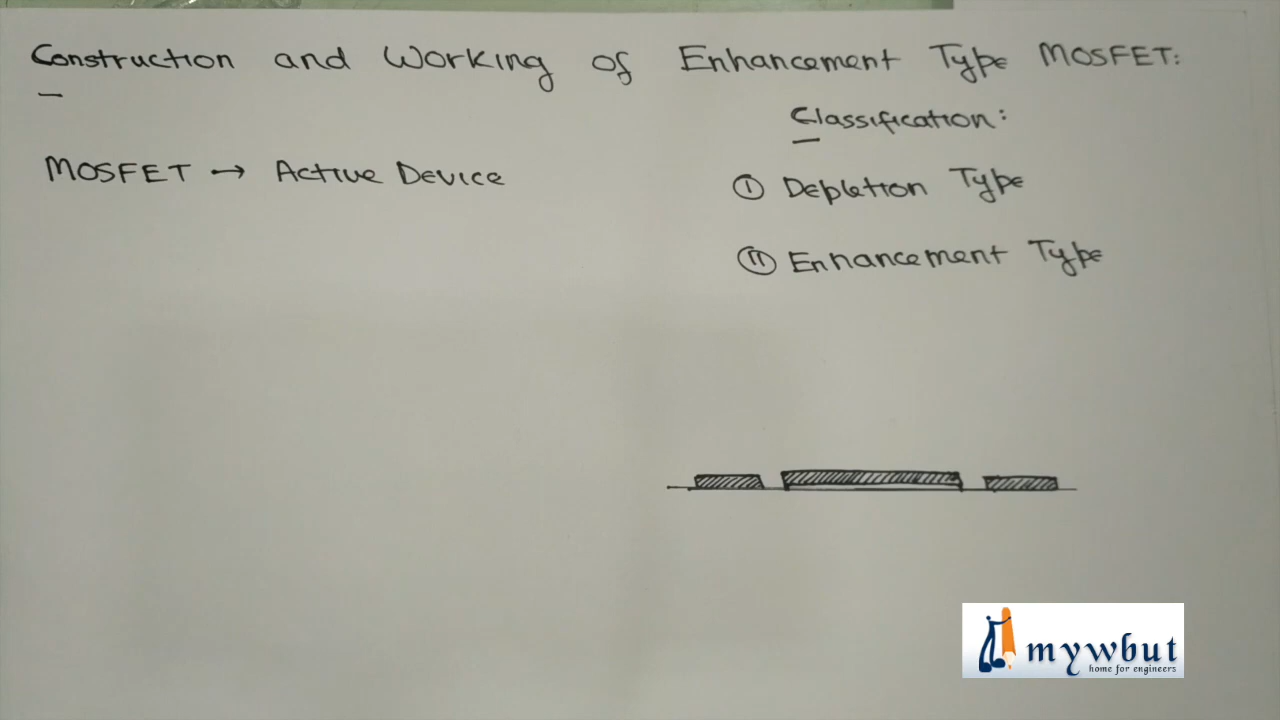 Construction and Working of Enhancement Type MOSFET:
Classification:
MOSFET → Active Device
① Depletion Type
⑪ Enhancement Type
mywbut
home for engineers